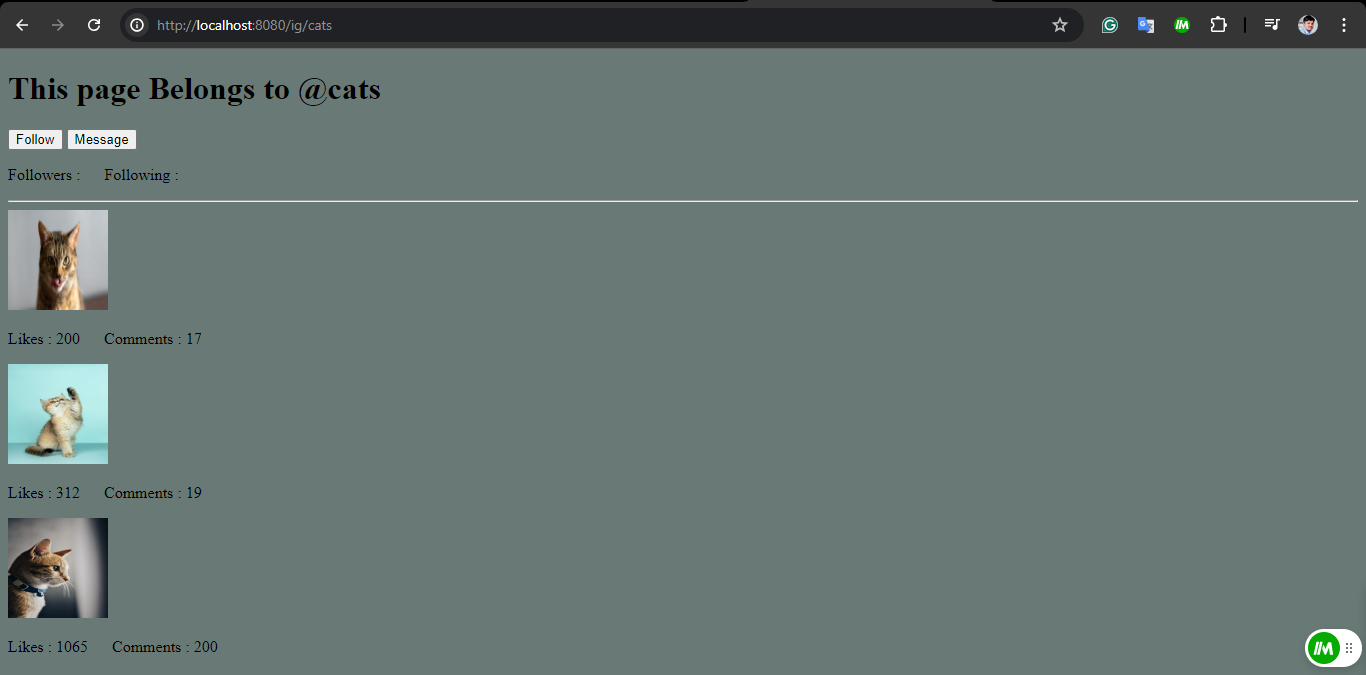 http://localhost:8080/ig/cats
This page Belongs to @cats
Follow Message
Followers : Following :
Likes : 200 Comments : 17
Likes : 312 Comments : 19
Likes : 1065 Comments : 200